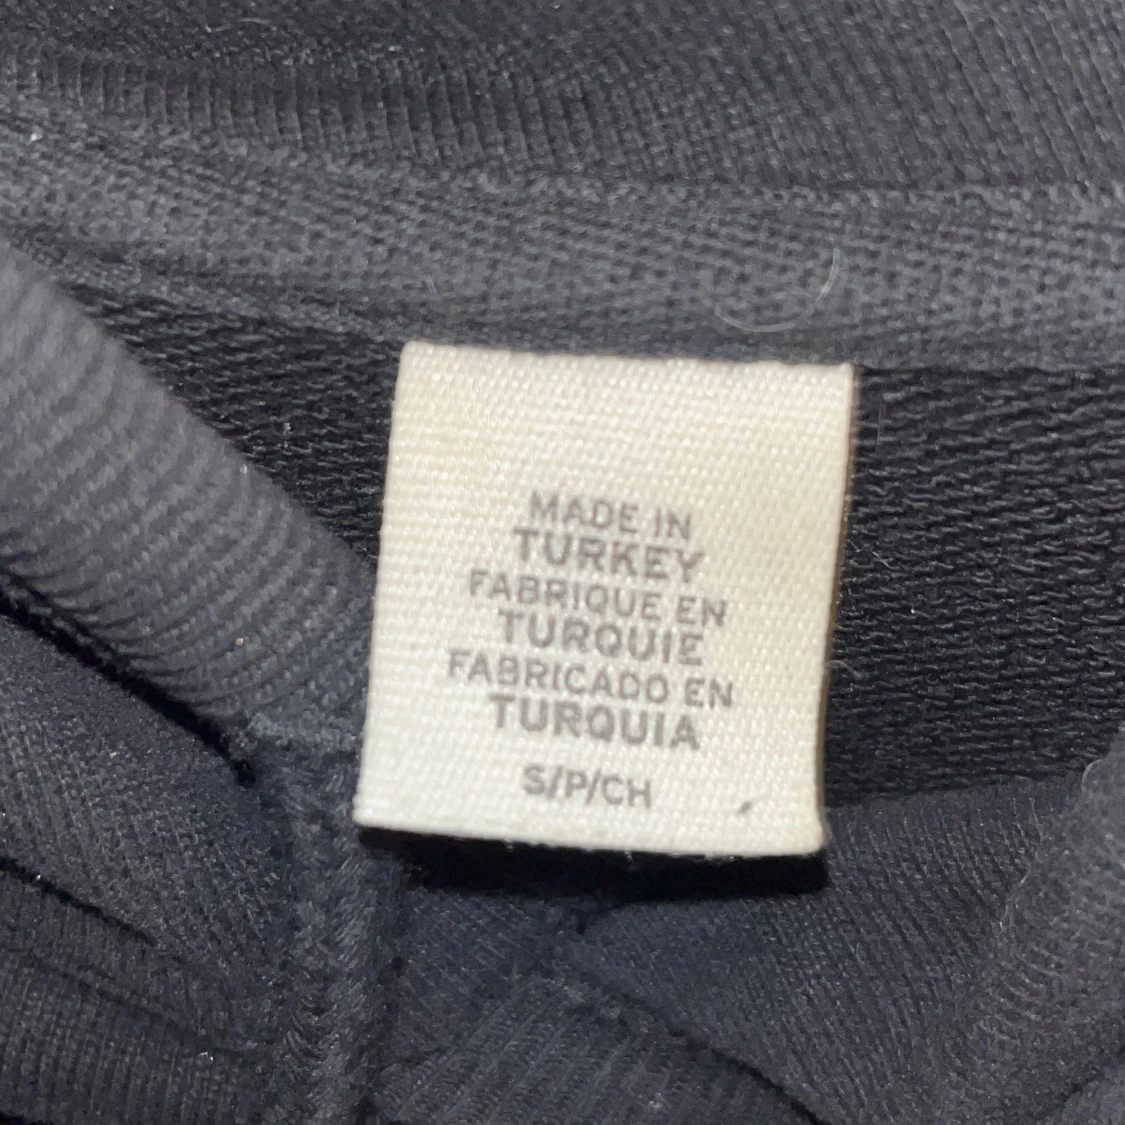 MADE IN
TURKEY
FABRIQUE EN
TURQUIE
FABRICADO EN
TURQUIA
S/P/CH